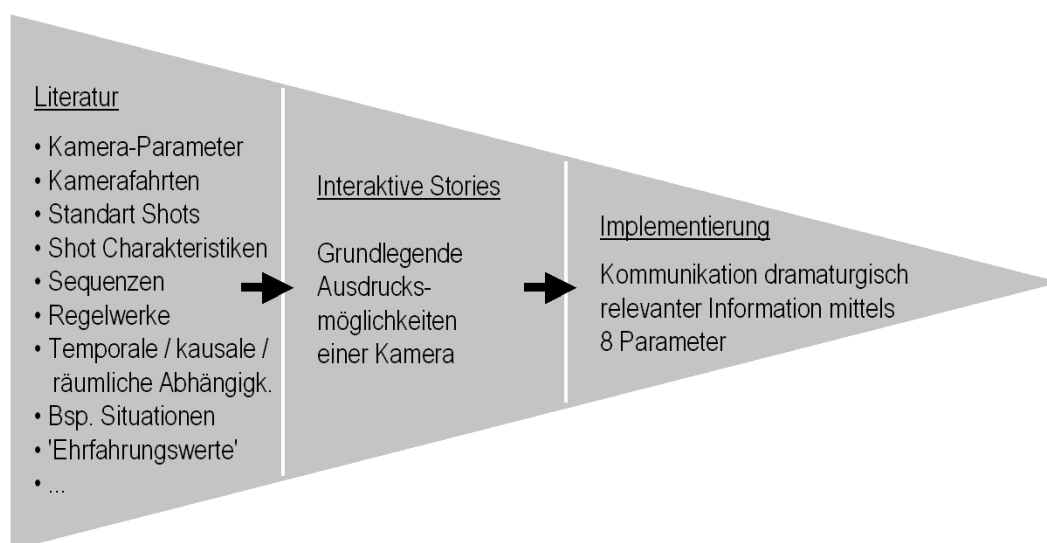 Literatur
• Kamera-Parameter
• Kamerafahrten
• Standart Shots
• Shot Charakteristiken
• Sequenzen
• Regelwerke
• Temporale / kausale /
räumliche Abhängigk.
• Bsp. Situationen
• 'Ehrfahrungswerte'
• ...
Interaktive Stories
Grundlegende
Ausdrucks-
möglichkeiten
einer Kamera
Implementierung
Kommunikation dramaturgisch
relevanter Information mittels
8 Parameter